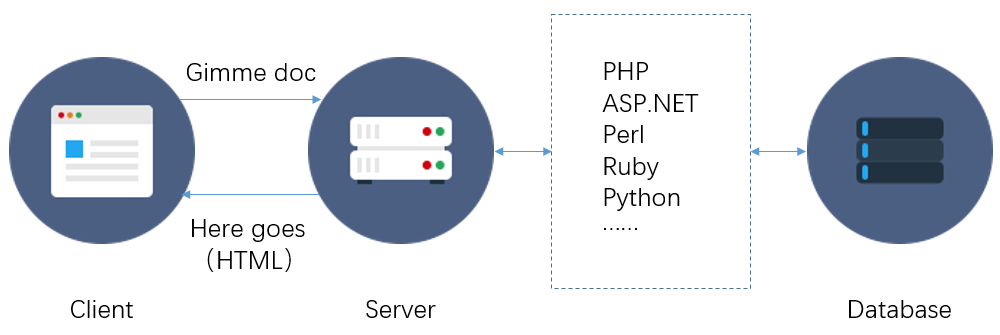 Gimme doc
Here goes
（HTML）
PHP
ASP.NET
Perl
Ruby
Python
……
Client
Server
Database